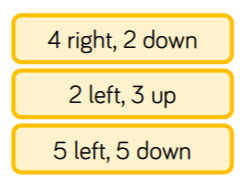 4 right, 2 down
2 left, 3 up
5 left, 5 down